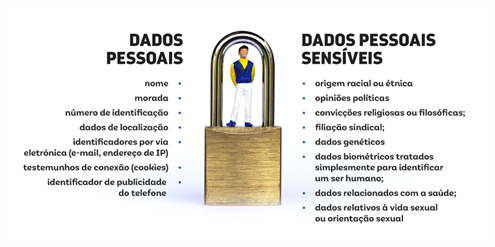 DADOS
PESSOAIS
nome
morada
número de identificação
dados de localização
identificadores por via
eletrónica (e-mail, endereço de IP)
testemunhos de conexão (cookies)
identificador de publicidade
do telefone
DADOS PESSOAIS
SENSÍVEIS
origem racial ou étnica
opiniões políticas
convicções religiosas ou filosóficas;
filiação sindical;
dados genéticos
dados biométricos tratados
simplesmente para identificar
um ser humano;
dados relacionados com a saúde;
dados relativos à vida sexual
ou orientação sexual